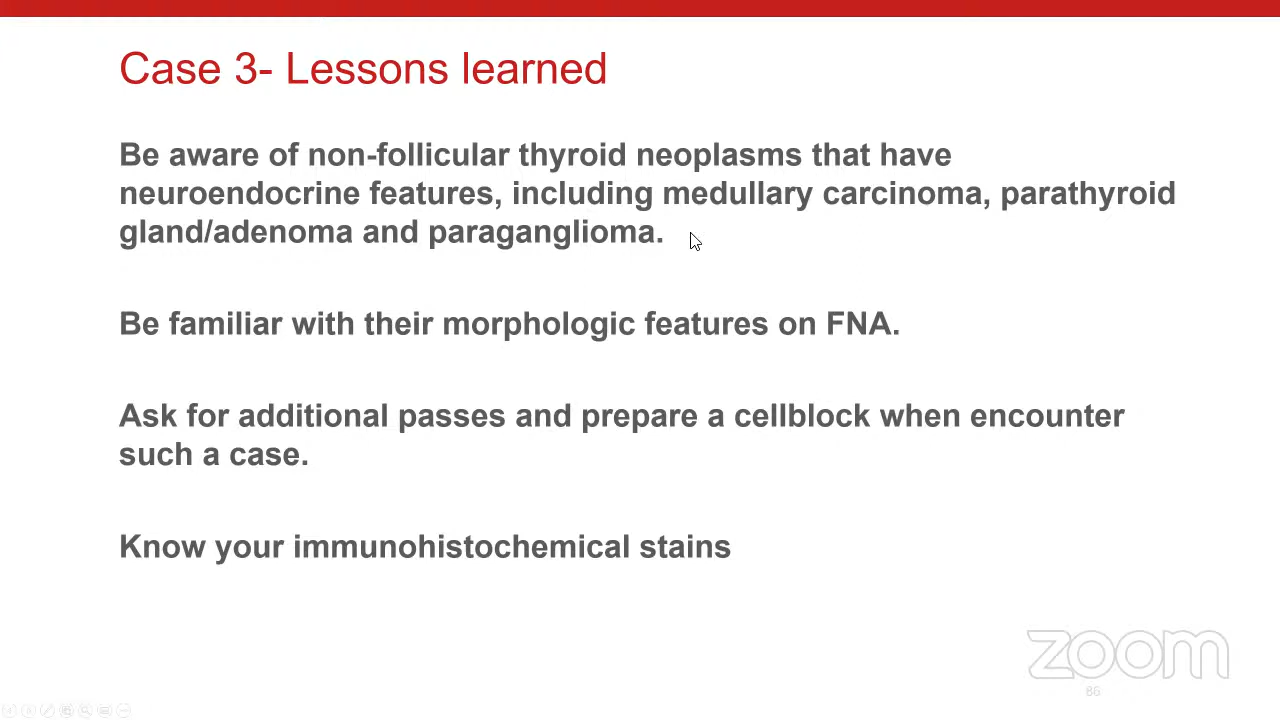 Case 3- Lessons learned
Be aware of non-follicular thyroid neoplasms that have
neuroendocrine features, including medullary carcinoma, parathyroid
gland/adenoma and paraganglioma.
Be familiar with their morphologic features on FNA.
Ask for additional passes and prepare a cellblock when encounter
such a case.
Know your immunohistochemical stains
zoom
86